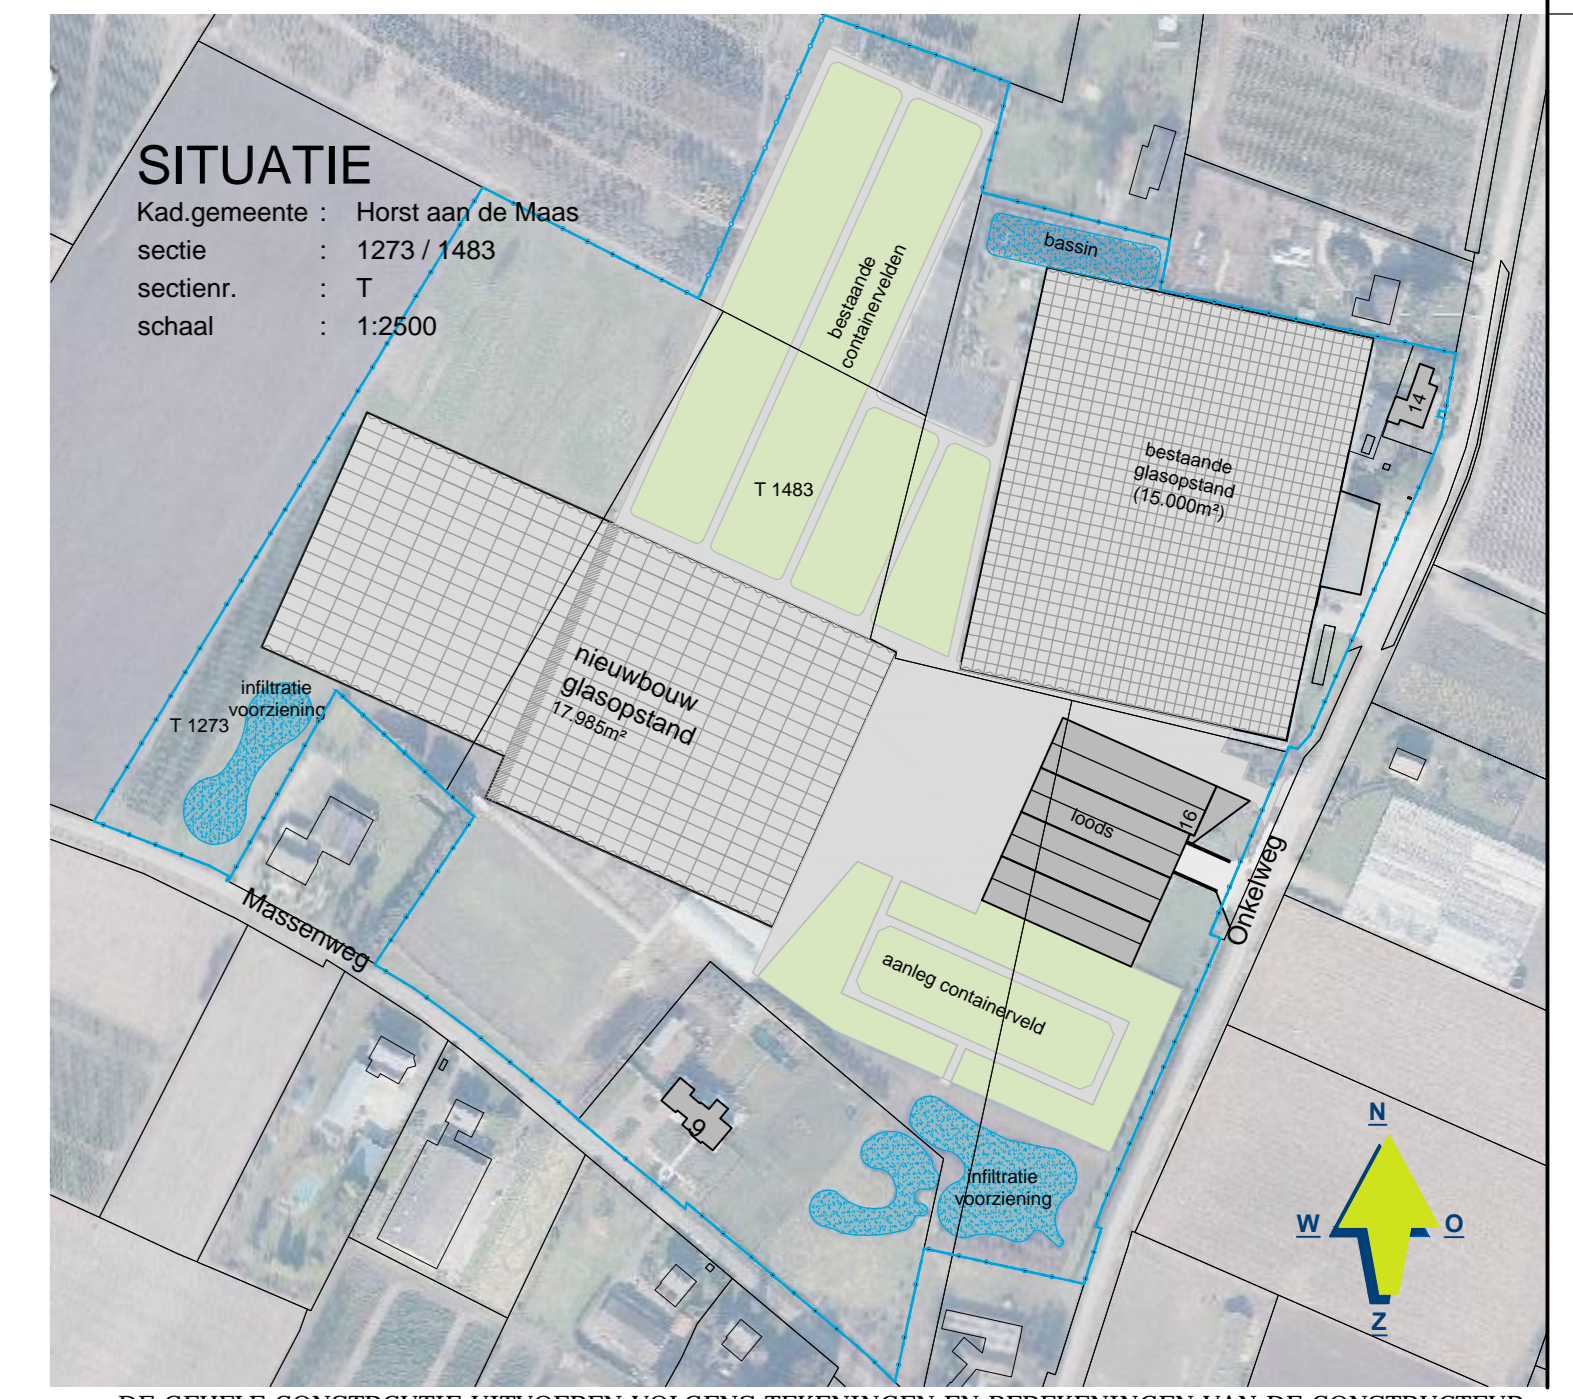 SITUATIE
Kad.gemeente : Horst aan de Maas
sectie : 1273 / 1483
sectienr. : T
schaal : 1:2500
bassin
bestaande
containervelden
14
bestaande
glasopstand
(15.000m²)
T 1483
nieuwbouw
glasopstand
17.985m²
infiltratie
voorziening
T 1273
loods
16
Onkelweg
Massenweg
aanleg containerveld
9
infiltratie
voorziening
N
W
O
Z